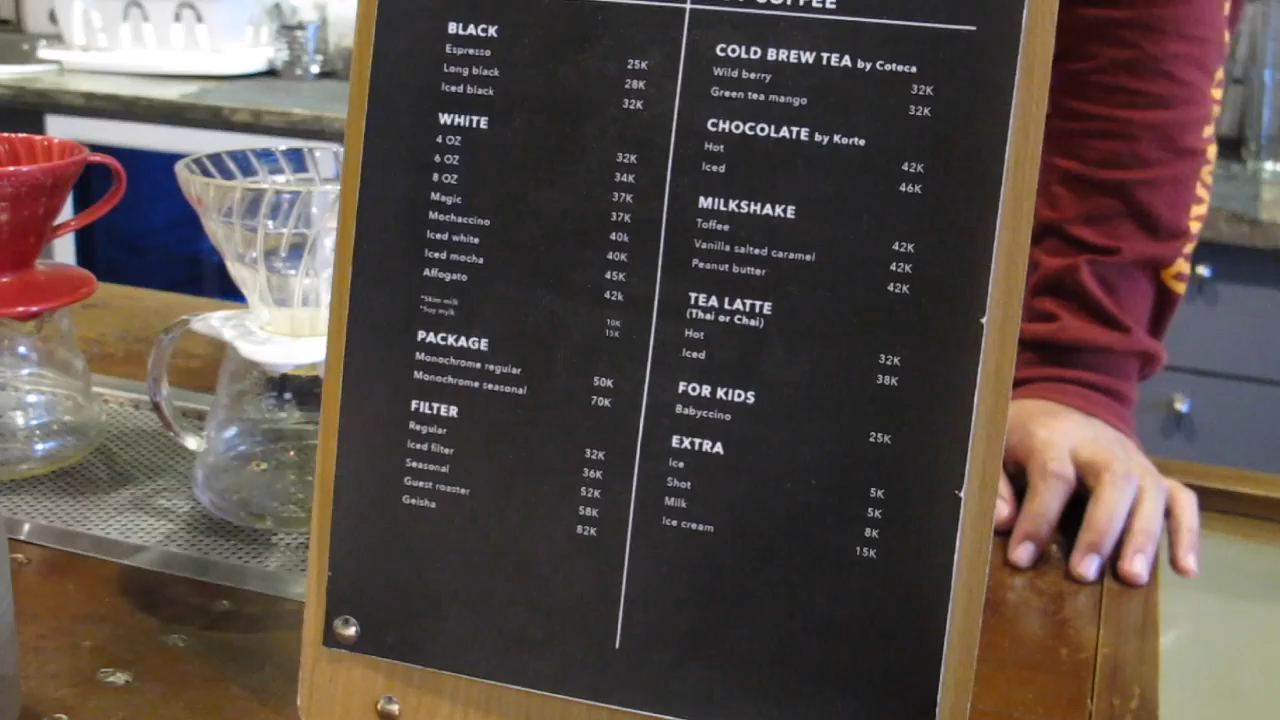 COFFEE
BLACK
Espresso 25K
Long black 28K
Iced black 32K
WHITE
4 OZ 32K
6 OZ 34K
8 OZ 37K
Magic 37K
Mochaccino 40k
Iced white 40K
Iced mocha 45K
Affogato 42k
*Skim milk 10K
*Soy mylk 15K
PACKAGE
Monochrome regular 50K
Monochrome seasonal 70K
FILTER
Regular 32K
Iced filter 36K
Seasonal 52K
Guest roaster 58K
Geisha 82K
COLD BREW TEA by Coteca
Wild berry 32K
Green tea mango 32K
CHOCOLATE by Korte
Hot 42K
Iced 46K
MILKSHAKE
Toffee 42K
Vanilla salted caramel 42K
Peanut butter 42K
TEA LATTE
(Thai or Chai)
Hot 32K
Iced 38K
FOR KIDS
Babyccino 25K
EXTRA
Ice 5K
Shot 5K
Milk 8K
Ice cream 15K